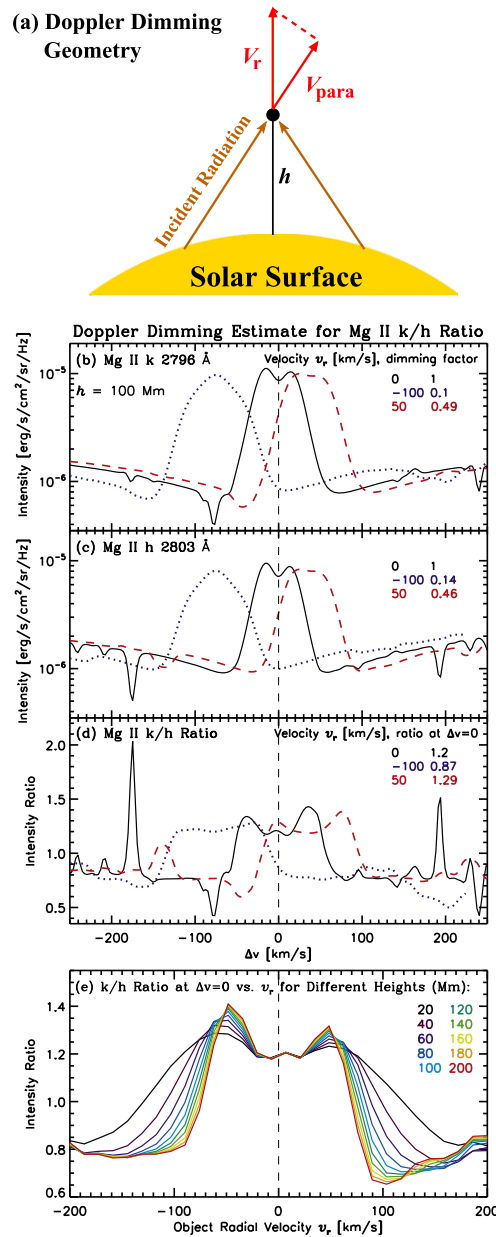 (a) Doppler Dimming
Geometry
Vr
Vpara
Incident Radiation
h
Solar Surface
Doppler Dimming Estimate for Mg II k/h Ratio
(b) Mg II k 2796 Å
Velocity vr [km/s], dimming factor
h = 100 Mm
0 1
-100 0.1
50 0.49
10⁻⁵
10⁻⁶
Intensity [erg/s/cm²/sr/Hz]
(c) Mg II h 2803 Å
0 1
-100 0.14
50 0.46
10⁻⁵
10⁻⁶
Intensity [erg/s/cm²/sr/Hz]
(d) Mg II k/h Ratio
Velocity vr [km/s], ratio at Δv=0
0 1.2
-100 0.87
50 1.29
2.0
1.5
1.0
0.5
Intensity Ratio
-200 -100 0 100 200
Δv [km/s]
(e) k/h Ratio at Δv=0 vs. vr for Different Heights (Mm):
20 120
40 140
60 160
80 180
100 200
1.4
1.2
1.0
0.8
0.6
Intensity Ratio
-200 -100 0 100 200
Object Radial Velocity vr [km/s]